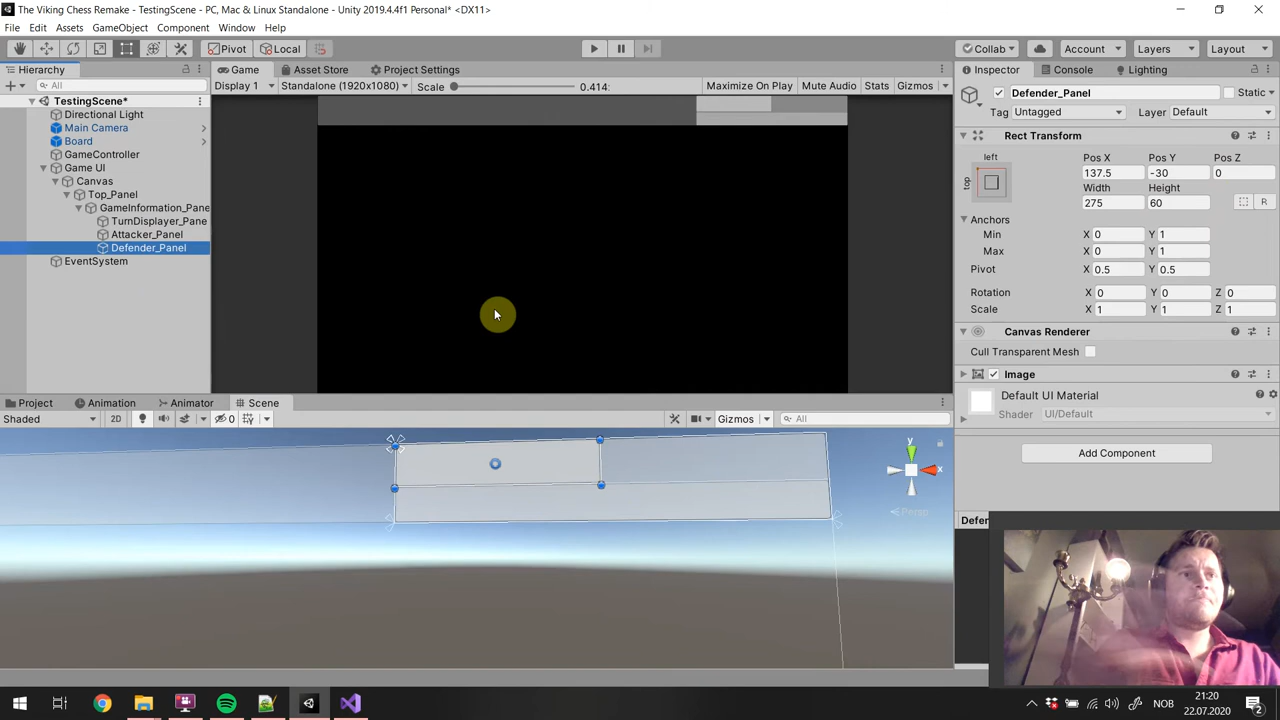 The Viking Chess Remake - TestingScene - PC, Mac & Linux Standalone - Unity 2019.4.4f1 Personal* <DX11>
File Edit Assets GameObject Component Window Help
Pivot Local Collab Account Layers Layout
Hierarchy Game Asset Store Project Settings Inspector Console Lighting
All Display 1 Standalone (1920x1080) Scale 0.414: Maximize On Play Mute Audio Stats Gizmos
Defender_Panel Static
TestingScene*
Tag Untagged Layer Default
Directional Light
Main Camera
Board
GameController
Game UI
Canvas
Top_Panel
GameInformation_Pane
TurnDisplayer_Pane
Attacker_Panel
Defender_Panel
EventSystem
Rect Transform
left
top
Pos X Pos Y Pos Z
137.5 -30 0
Width Height
275 60
R
Anchors
Min X 0 Y 1
Max X 0 Y 1
Pivot X 0.5 Y 0.5
Rotation X 0 Y 0 Z 0
Scale X 1 Y 1 Z 1
Canvas Renderer
Cull Transparent Mesh
Image
Default UI Material
Shader UI/Default
Add Component
Project Animation Animator Scene
Shaded 2D 0 Gizmos All
y
x
Persp
Defen
NOB
21:20
22.07.2020
2